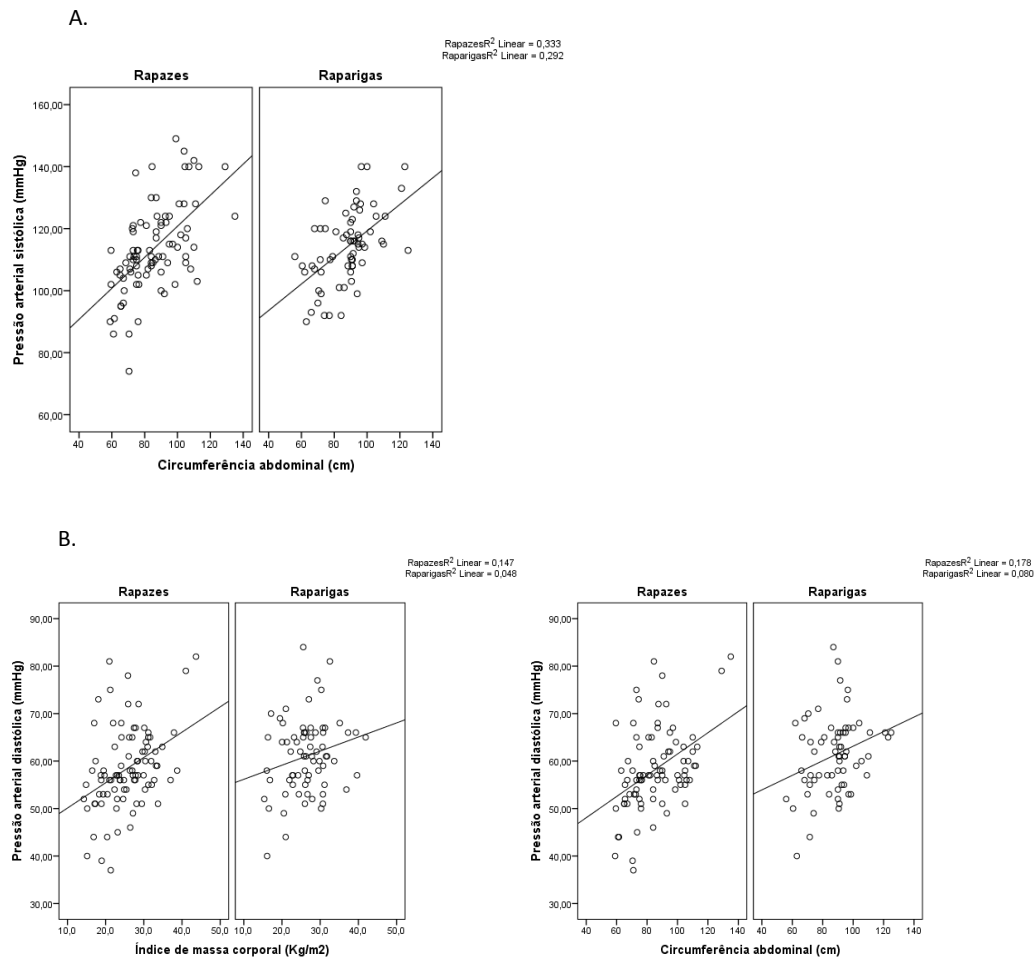 A.
RapazesR² Linear = 0,333
RaparigasR² Linear = 0,292
Rapazes
Raparigas
Pressão arterial sistólica (mmHg)
160,00
140,00
120,00
100,00
80,00
60,00
40 60 80 100 120 140
40 60 80 100 120 140
Circumferência abdominal (cm)
B.
RapazesR² Linear = 0,147
RaparigasR² Linear = 0,048
Rapazes
Raparigas
Pressão arterial diastólica (mmHg)
90,00
80,00
70,00
60,00
50,00
40,00
30,00
10,0 20,0 30,0 40,0 50,0
10,0 20,0 30,0 40,0 50,0
Índice de massa corporal (Kg/m2)
RapazesR² Linear = 0,178
RaparigasR² Linear = 0,080
Rapazes
Raparigas
Pressão arterial diastólica (mmHg)
90,00
80,00
70,00
60,00
50,00
40,00
30,00
40 60 80 100 120 140
40 60 80 100 120 140
Circumferência abdominal (cm)